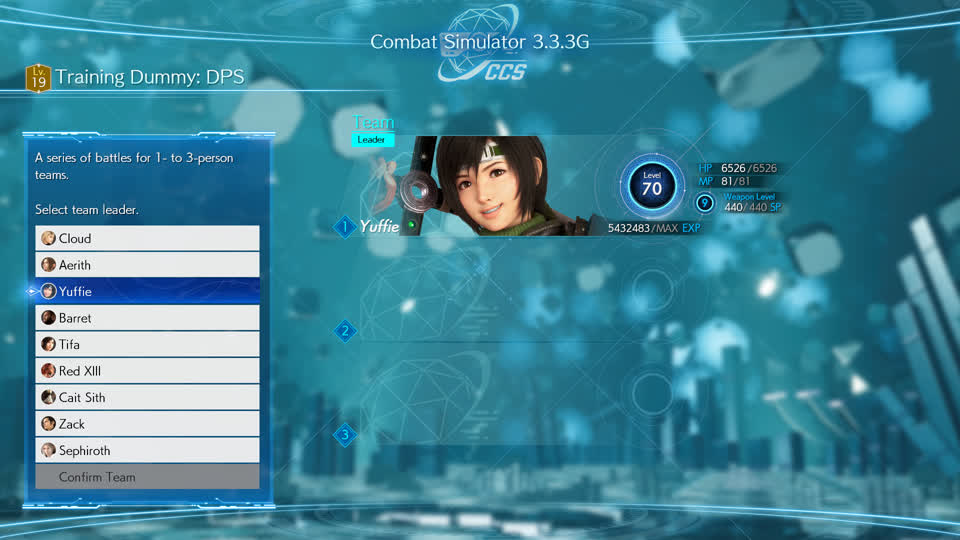 Combat Simulator 3.3.3G
CCS
Lv.
19
Training Dummy: DPS
A series of battles for 1- to 3-person
teams.
Select team leader.
Cloud
Aerith
Yuffie
Barret
Tifa
Red XIII
Cait Sith
Zack
Sephiroth
Confirm Team
Team
Leader
1 Yuffie
Level
70
HP 6526/6526
MP 81/81
9 Weapon Level
440/440 SP
5432483/MAX EXP
2
3